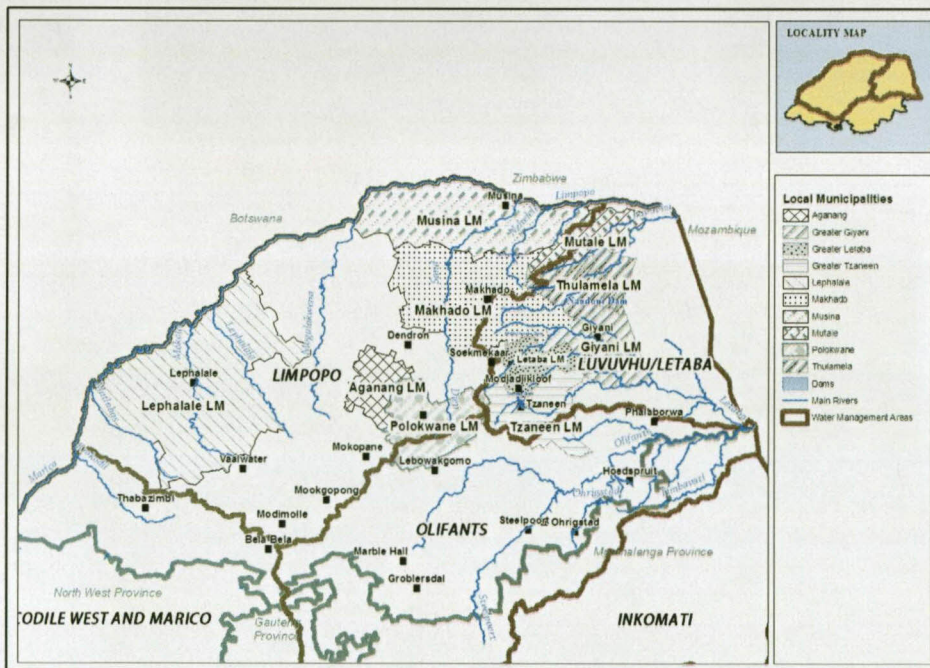 LOCALITY MAP
Zimbabwe
Musina
Limpopo
Botswana
Musina LM
Mozambique
Mutale LM
Thulamela LM
Makhado
Nandoni Dam
Makhado LM
Giyani
Dendron
Soekmekaar
Giyani LM
Letaba LM
LUVUVHU/LETABA
Lephalale
LIMPOPO
Modjadjikloof
Aganang LM
Lephalale LM
Tzaneen
Phalaborwa
Polokwane LM
Tzaneen LM
Olifants
Mokopane
Vaalwater
Lebowakgomo
Hoedspruit
Mookgopong
Thabazimbi
Modimolle
OLIFANTS
Steelpoort
Ohrigstad
Bela Bela
Marble Hall
Groblersdal
North West Province
Gauteng
Province
CODILE WEST AND MARICO
INKOMATI
Local Municipalities
Aganang
Greater Giyani
Greater Letaba
Greater Tzaneen
Lephalale
Makhado
Musina
Mutale
Polokwane
Thulamela
Dams
Main Rivers
Water Management Areas